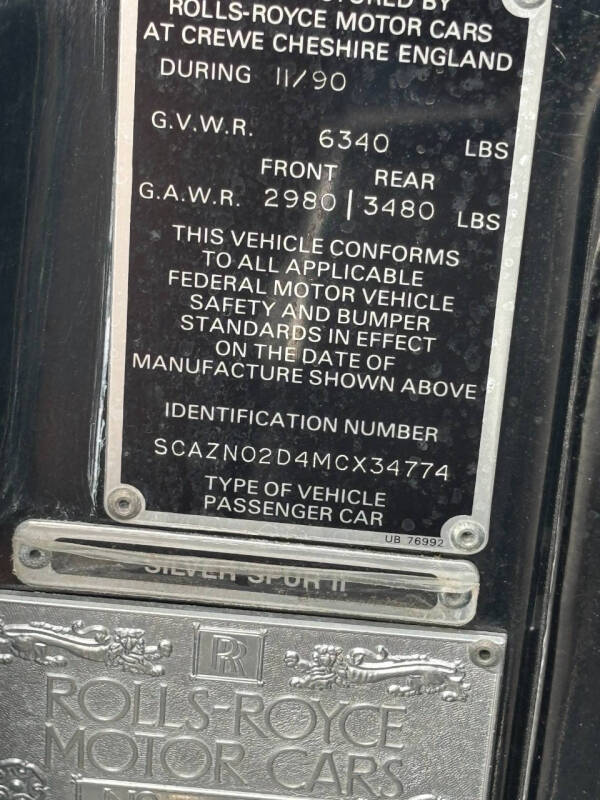 ROLLS-ROYCE MOTOR CARS
AT CREWE CHESHIRE ENGLAND
DURING 11/90
G.V.W.R. 6340 LBS
FRONT REAR
G.A.W.R. 2980 | 3480 LBS
THIS VEHICLE CONFORMS
TO ALL APPLICABLE
FEDERAL MOTOR VEHICLE
SAFETY AND BUMPER
STANDARDS IN EFFECT
ON THE DATE OF
MANUFACTURE SHOWN ABOVE
IDENTIFICATION NUMBER
SCAZN02D4MCX34774
TYPE OF VEHICLE
PASSENGER CAR
UB 76992
SILVER SPUR II
RR
ROLLS-ROYCE
MOTOR CARS